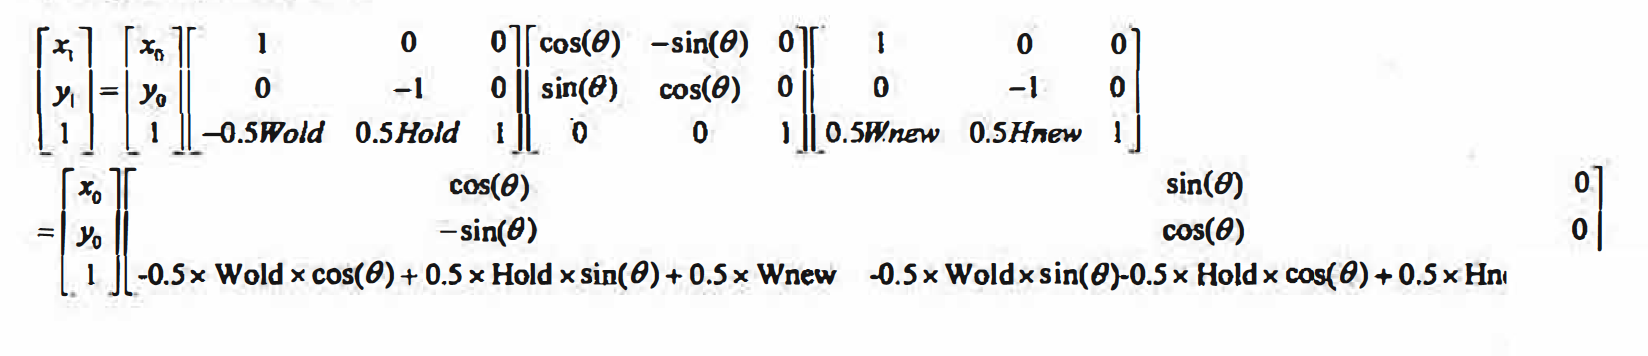 [x₁] = [x₀] [1 0 0] [cos(θ) −sin(θ) 0] [1 0 0]
[y₁] = [y₀] [0 −1 0] [sin(θ) cos(θ) 0] [0 −1 0]
[1] [1] [−0.5Wold 0.5Hold 1] [0 0 1] [0.5Wnew 0.5Hnew 1]
[x₀] [cos(θ) sin(θ) 0]
= [y₀] [−sin(θ) cos(θ) 0]
[1] [-0.5× Wold × cos(θ) + 0.5 × Hold × sin(θ) + 0.5 × Wnew -0.5 × Wold × sin(θ)-0.5 × Hold × cos(θ) + 0.5 × Hn